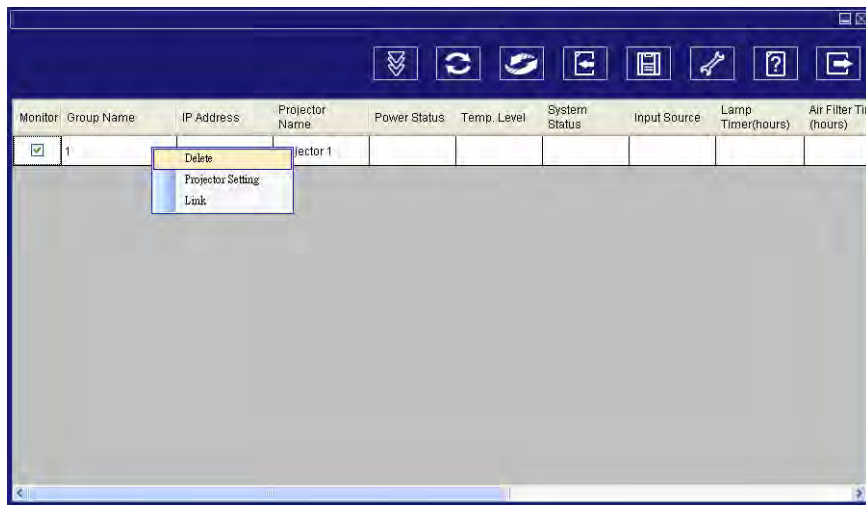 Monitor Group Name IP Address Projector Name Power Status Temp. Level System Status Input Source Lamp Timer(hours) Air Filter (hours)
1 jector 1
Delete
Projector Setting
Link